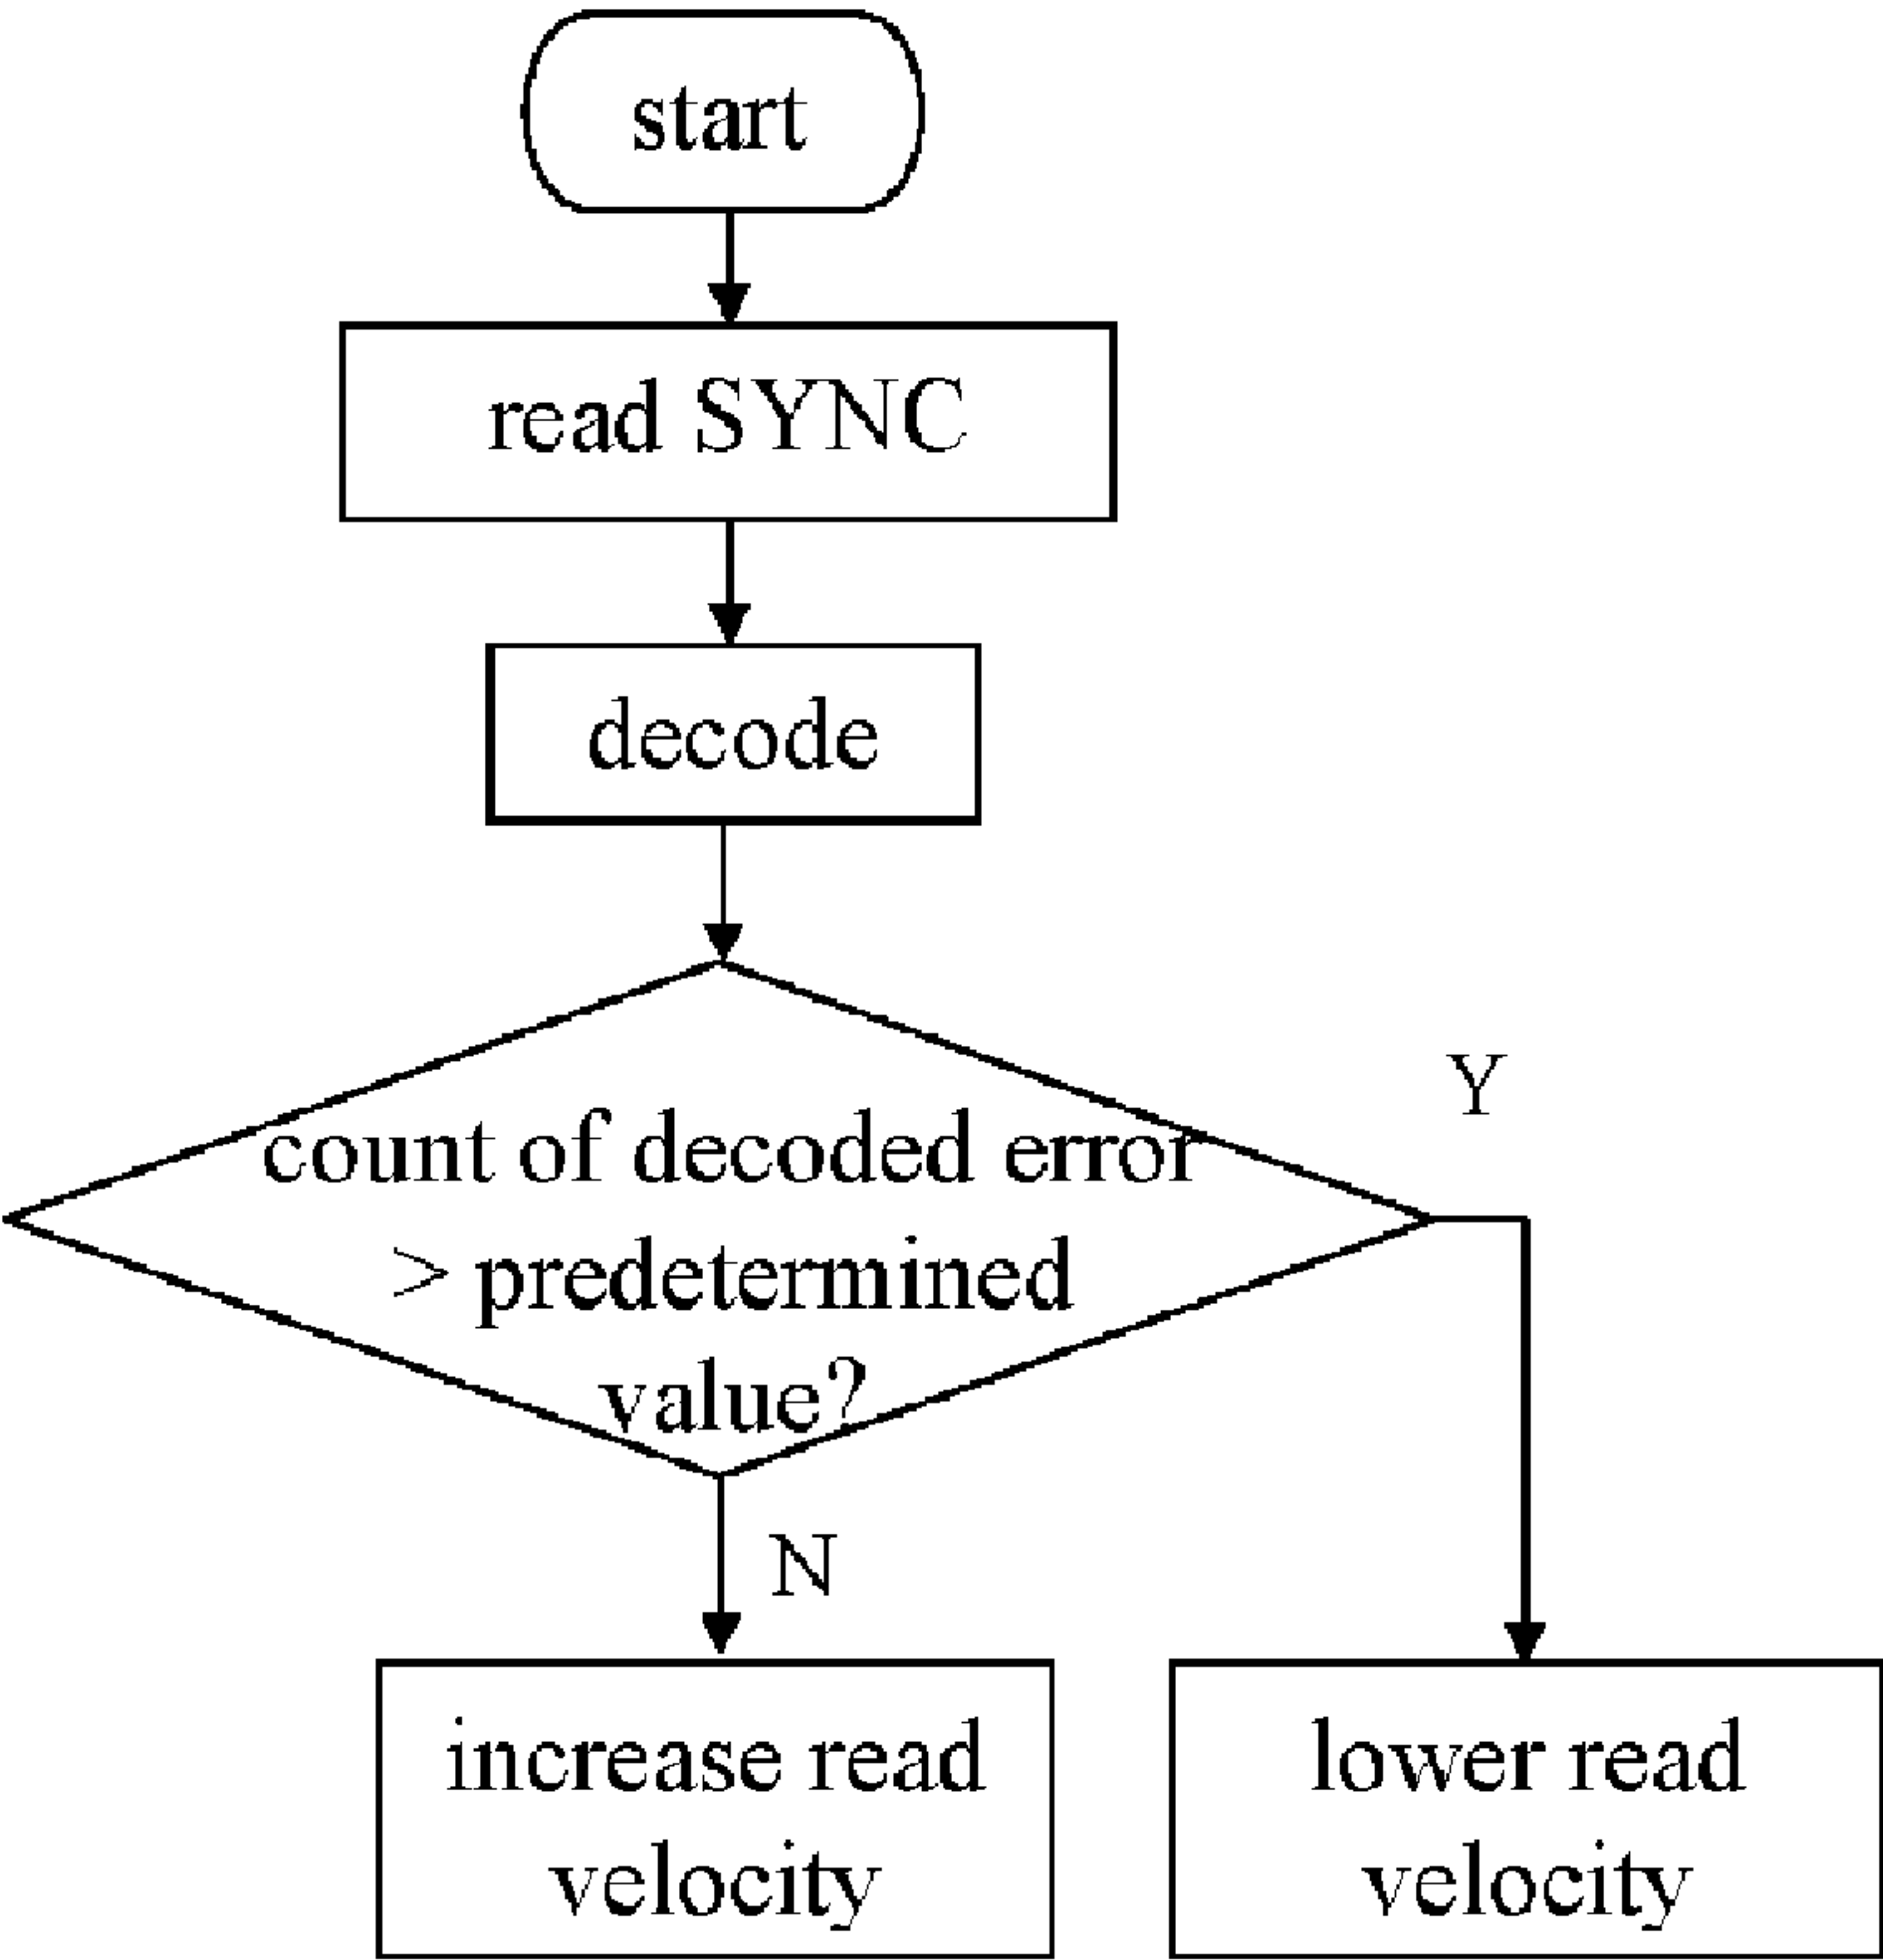 start
read SYNC
decode
count of decoded error
> predetermined
value?
Y
N
increase read
velocity
lower read
velocity